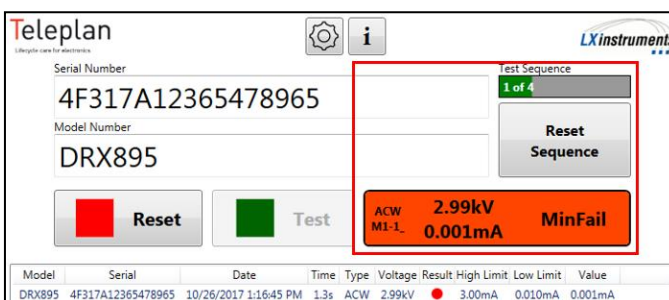 Teleplan
Lifecycle care for electronics
i
LXinstruments
Serial Number
4F317A12365478965
Model Number
DRX895
Test Sequence
1 of 4
Reset Sequence
Reset
Test
ACW
M1-1_
2.99kV
0.001mA
MinFail
Model Serial Date Time Type Voltage Result High Limit Low Limit Value
DRX895 4F317A12365478965 10/26/2017 1:16:45 PM 1.3s ACW 2.99kV 3.00mA 0.010mA 0.001mA